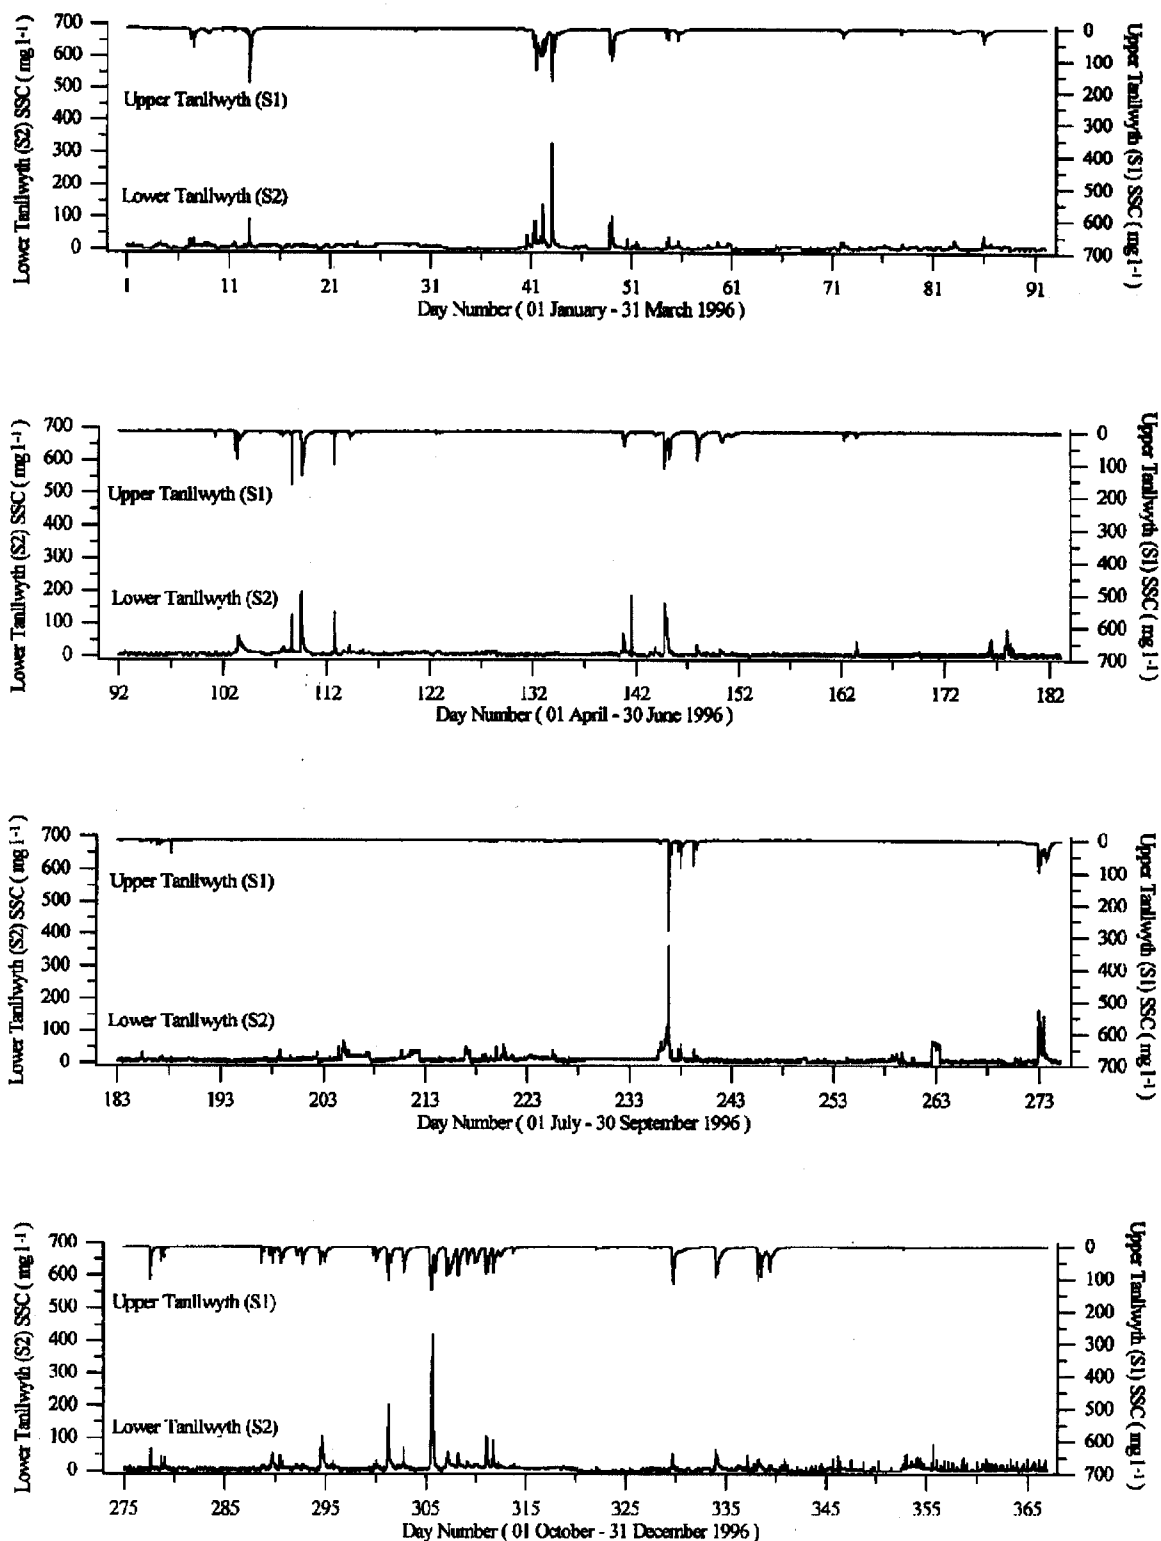 Lower Tanllwyth (S2) SSC ( mg l-1)
700
600
500
400
300
200
100
0
Upper Tanllwyth (S1)
Lower Tanllwyth (S2)
0
100
200
300
400
500
600
700
Upper Tanllwyth (S1) SSC ( mg l-1)
1 11 21 31 41 51 61 71 81 91
Day Number ( 01 January - 31 March 1996 )
Lower Tanllwyth (S2) SSC ( mg l-1)
700
600
500
400
300
200
100
0
Upper Tanllwyth (S1)
Lower Tanllwyth (S2)
0
100
200
300
400
500
600
700
Upper Tanllwyth (S1) SSC ( mg l-1)
92 102 112 122 132 142 152 162 172 182
Day Number ( 01 April - 30 June 1996 )
Lower Tanllwyth (S2) SSC ( mg l-1)
700
600
500
400
300
200
100
0
Upper Tanllwyth (S1)
Lower Tanllwyth (S2)
0
100
200
300
400
500
600
700
Upper Tanllwyth (S1) SSC ( mg l-1)
183 193 203 213 223 233 243 253 263 273
Day Number ( 01 July - 30 September 1996 )
Lower Tanllwyth (S2) SSC ( mg l-1)
700
600
500
400
300
200
100
0
Upper Tanllwyth (S1)
Lower Tanllwyth (S2)
0
100
200
300
400
500
600
700
Upper Tanllwyth (S1) SSC ( mg l-1)
275 285 295 305 315 325 335 345 355 365
Day Number ( 01 October - 31 December 1996 )